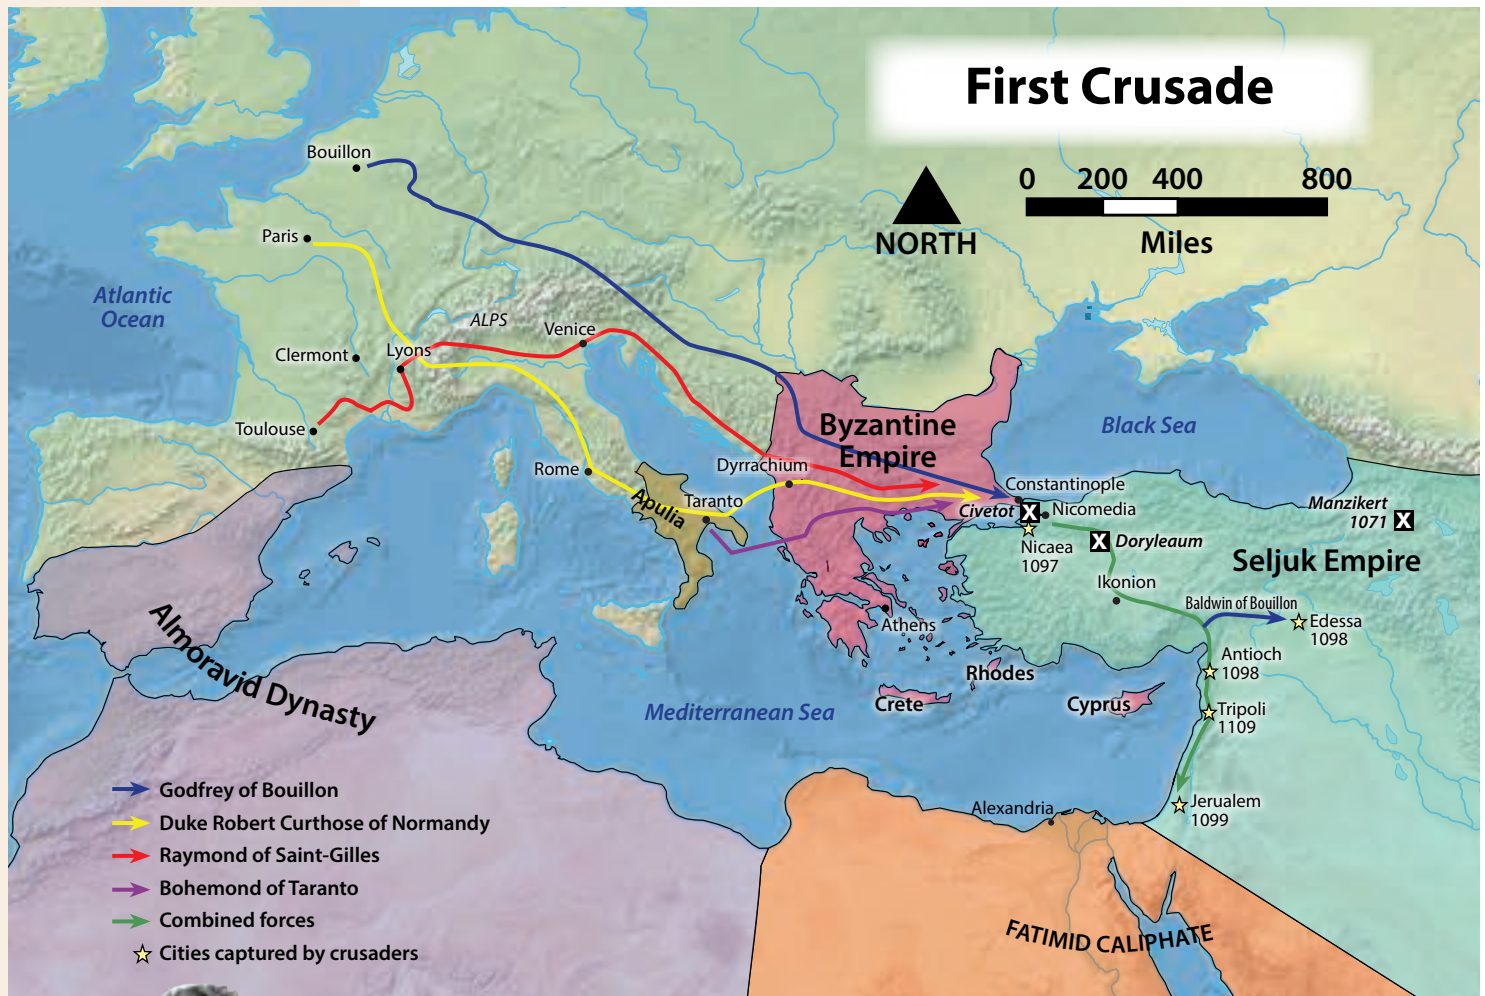 First Crusade
0 200 400 800
Miles
NORTH
Bouillon
Paris
Atlantic
Ocean
ALPS
Venice
Clermont
Lyons
Toulouse
Rome
Apulia
Taranto
Dyrrachium
Byzantine
Empire
Black Sea
Constantinople
Civetot
X
Nicomedia
Nicaea
1097
X
Doryleaum
Manzikert
1071
X
Seljuk Empire
Ikonion
Baldwin of Bouillon
Edessa
1098
Athens
Antioch
1098
Rhodes
Crete
Cyprus
Tripoli
1109
Mediterranean Sea
Almoravid Dynasty
Alexandria
Jerualem
1099
FATIMID CALIPHATE
Godfrey of Bouillon
Duke Robert Curthose of Normandy
Raymond of Saint-Gilles
Bohemond of Taranto
Combined forces
Cities captured by crusaders